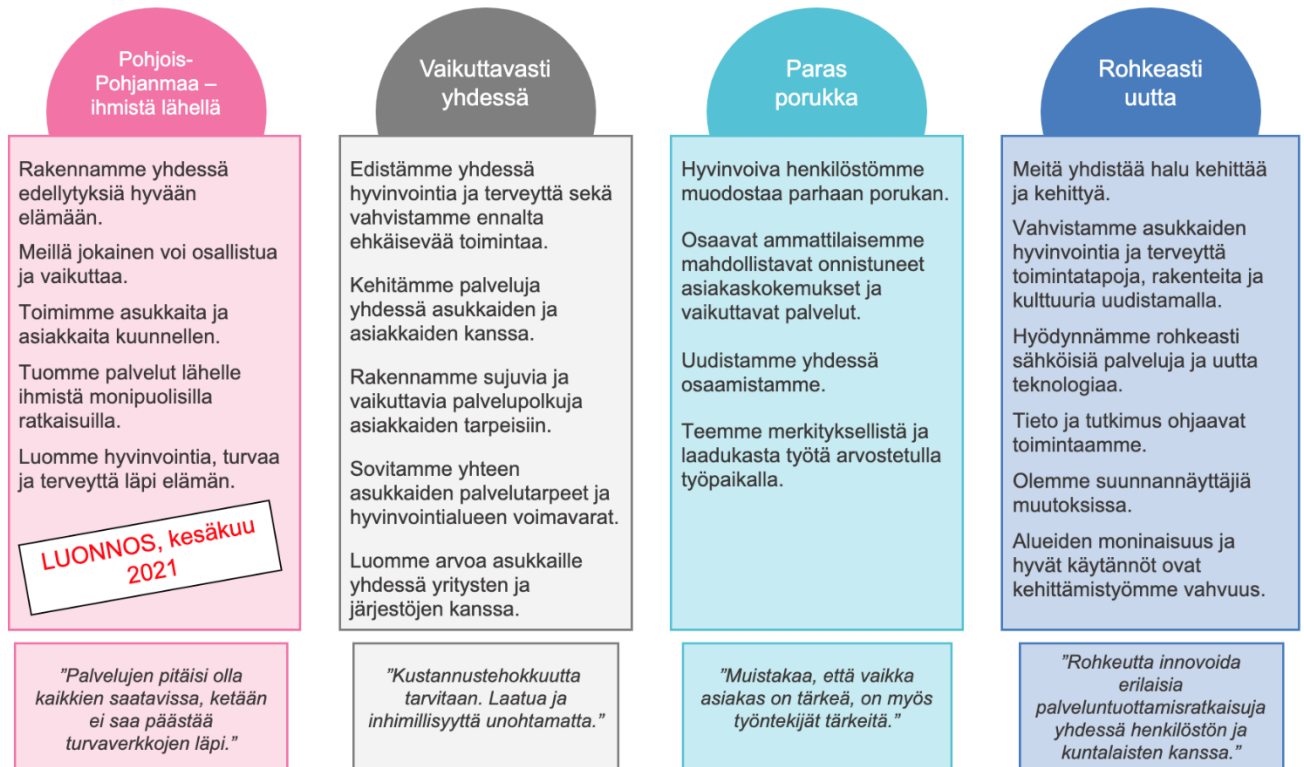 Pohjois-
Pohjanmaa –
ihmistä lähellä
Rakennamme yhdessä
edellytyksiä hyvään
elämään.
Meillä jokainen voi osallistua
ja vaikuttaa.
Toimimme asukkaita ja
asiakkaita kuunnellen.
Tuomme palvelut lähelle
ihmistä monipuolisilla
ratkaisuilla.
Luomme hyvinvointia, turvaa
ja terveyttä läpi elämän.
LUONNOS, kesäkuu
2021
"Palvelujen pitäisi olla
kaikkien saatavissa, ketään
ei saa päästää
turvaverkkojen läpi."
Vaikuttavasti
yhdessä
Edistämme yhdessä
hyvinvointia ja terveyttä sekä
vahvistamme ennalta
ehkäisevää toimintaa.
Kehitämme palveluja
yhdessä asukkaiden ja
asiakkaiden kanssa.
Rakennamme sujuvia ja
vaikuttavia palvelupolkuja
asiakkaiden tarpeisiin.
Sovitamme yhteen
asukkaiden palvelutarpeet ja
hyvinvointialueen voimavarat.
Luomme arvoa asukkaille
yhdessä yritysten ja
järjestöjen kanssa.
"Kustannustehokkuutta
tarvitaan. Laatua ja
inhimillisyyttä unohtamatta."
Paras
porukka
Hyvinvoiva henkilöstömme
muodostaa parhaan porukan.
Osaavat ammattilaisemme
mahdollistavat onnistuneet
asiakaskokemukset ja
vaikuttavat palvelut.
Uudistamme yhdessä
osaamistamme.
Teemme merkityksellistä ja
laadukasta työtä arvostetulla
työpaikalla.
"Muistakaa, että vaikka
asiakas on tärkeä, on myös
työntekijät tärkeitä."
Rohkeasti
uutta
Meitä yhdistää halu kehittää
ja kehittyä.
Vahvistamme asukkaiden
hyvinvointia ja terveyttä
toimintatapoja, rakenteita ja
kulttuuria uudistamalla.
Hyödynnämme rohkeasti
sähköisiä palveluja ja uutta
teknologiaa.
Tieto ja tutkimus ohjaavat
toimintaamme.
Olemme suunnannäyttäjiä
muutoksissa.
Alueiden moninaisuus ja
hyvät käytännöt ovat
kehittämistyömme vahvuus.
"Rohkeutta innovoida
erilaisia
palveluntuottamisratkaisuja
yhdessä henkilöstön ja
kuntalaisten kanssa."